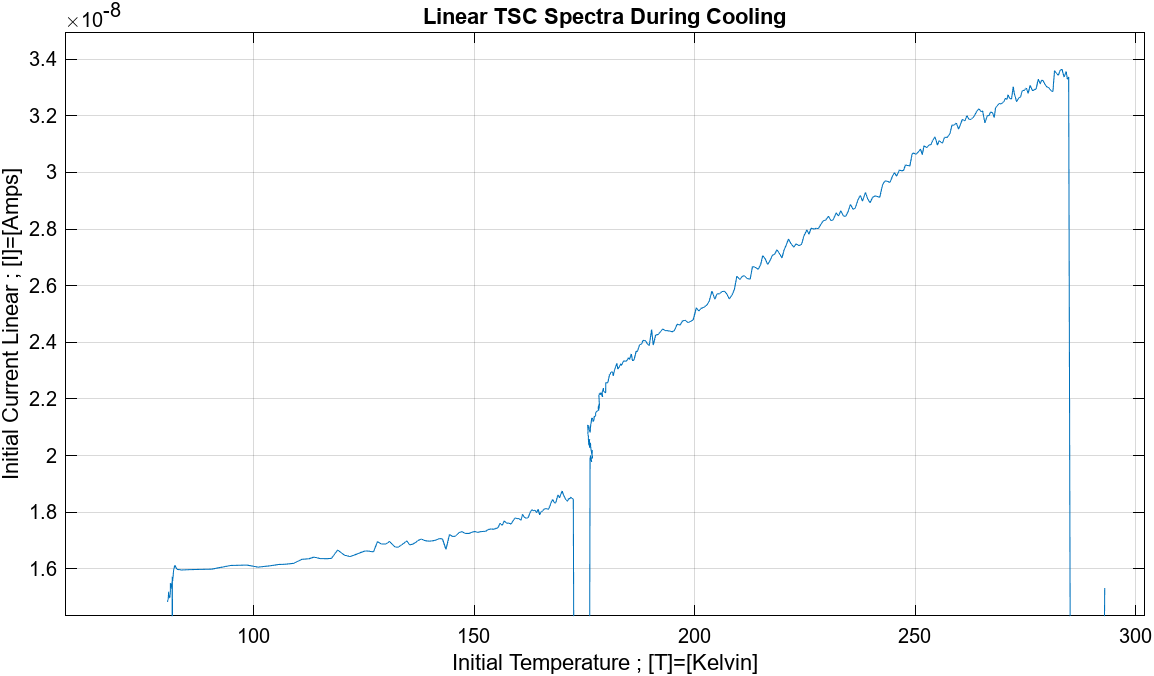 Linear TSC Spectra During Cooling
×10-8
3.4
3.2
3
2.8
2.6
2.4
2.2
2
1.8
1.6
Initial Current Linear ; [I]=[Amps]
100 150 200 250 300
Initial Temperature ; [T]=[Kelvin]